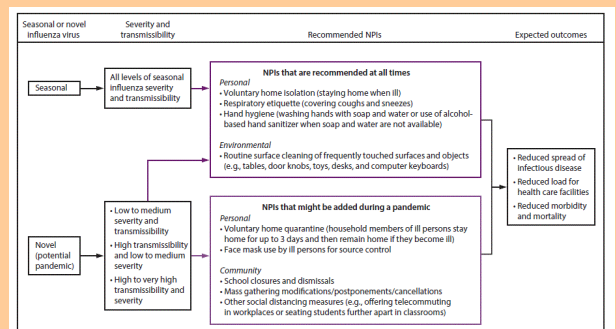 Seasonal or novel
influenza virus
Severity and
transmissibility
Recommended NPIs
Expected outcomes
Seasonal
All levels of seasonal
influenza severity
and transmissibility
NPIs that are recommended at all times
Personal
• Voluntary home isolation (staying home when ill)
• Respiratory etiquette (covering coughs and sneezes)
• Hand hygiene (washing hands with soap and water or use of alcohol-
based hand sanitizer when soap and water are not available)
Environmental
• Routine surface cleaning of frequently touched surfaces and objects
(e.g., tables, door knobs, toys, desks, and computer keyboards)
Novel
(potential
pandemic)
• Low to medium
severity and
transmissibility
• High transmissibility
and low to medium
severity
• High to very high
transmissibility and
severity
NPIs that might be added during a pandemic
Personal
• Voluntary home quarantine (household members of ill persons stay
home for up to 3 days and then remain home if they become ill)
• Face mask use by ill persons for source control
Community
• School closures and dismissals
• Mass gathering modifications/postponements/cancellations
• Other social distancing measures (e.g., offering telecommuting
in workplaces or seating students further apart in classrooms)
• Reduced spread of
infectious disease
• Reduced load for
health care facilities
• Reduced morbidity
and mortality